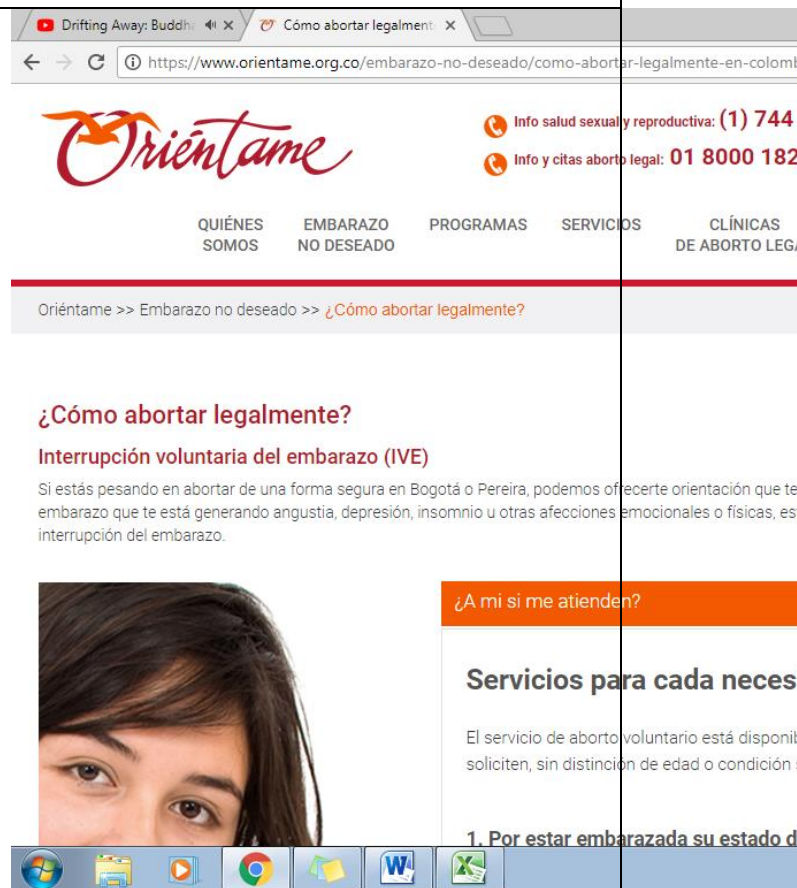 Drifting Away: Buddh
Cómo abortar legalment
https://www.orientame.org.co/embarazo-no-deseado/como-abortar-legalmente-en-colomb
Oriéntame
Info salud sexual y reproductiva: (1) 744
Info y citas aborto legal: 01 8000 182
QUIÉNES SOMOS
EMBARAZO NO DESEADO
PROGRAMAS
SERVICIOS
CLÍNICAS DE ABORTO LEGA
Oriéntame >> Embarazo no deseado >> ¿Cómo abortar legalmente?
¿Cómo abortar legalmente?
Interrupción voluntaria del embarazo (IVE)
Si estás pesando en abortar de una forma segura en Bogotá o Pereira, podemos ofrecerte orientación que te
embarazo que te está generando angustia, depresión, insomnio u otras afecciones emocionales o físicas, es
interrupción del embarazo.
¿A mi si me atienden?
Servicios para cada neces
El servicio de aborto voluntario está disponib
soliciten, sin distinción de edad o condición
1. Por estar embarazada su estado d